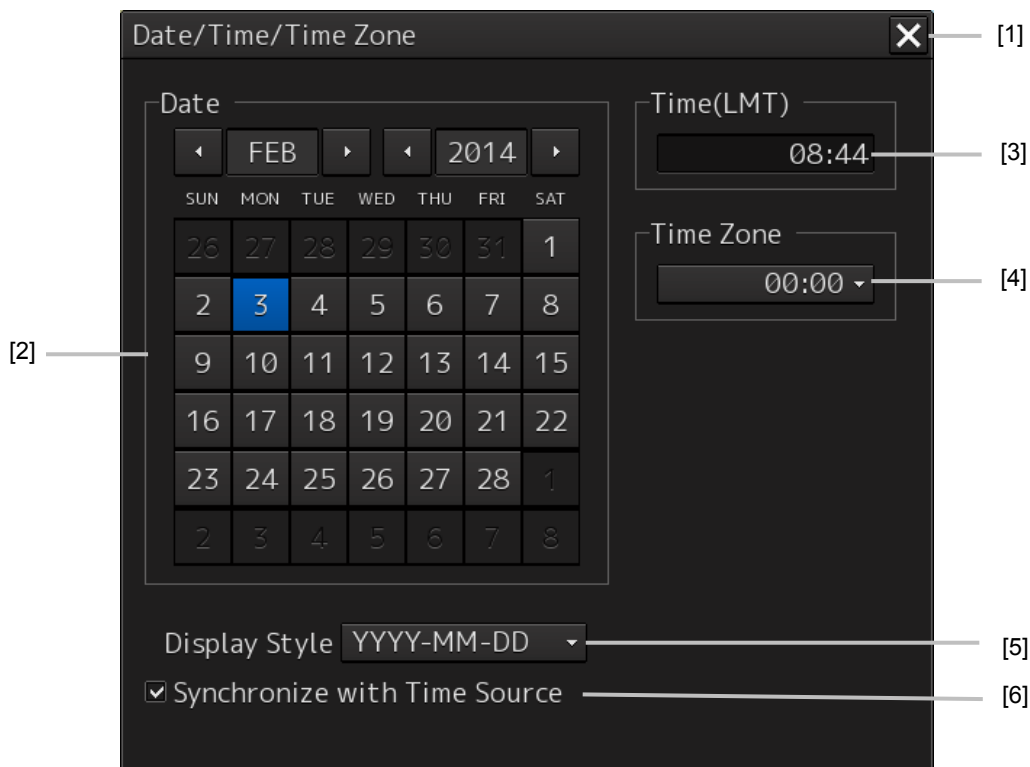 Date/Time/Time Zone [1]
Date
FEB 2014
SUN MON TUE WED THU FRI SAT
26 27 28 29 30 31 1
2 3 4 5 6 7 8
[2] 9 10 11 12 13 14 15
16 17 18 19 20 21 22
23 24 25 26 27 28 1
2 3 4 5 6 7 8
Time(LMT)
08:44 [3]
Time Zone
00:00 [4]
Display Style YYYY-MM-DD [5]
Synchronize with Time Source [6]